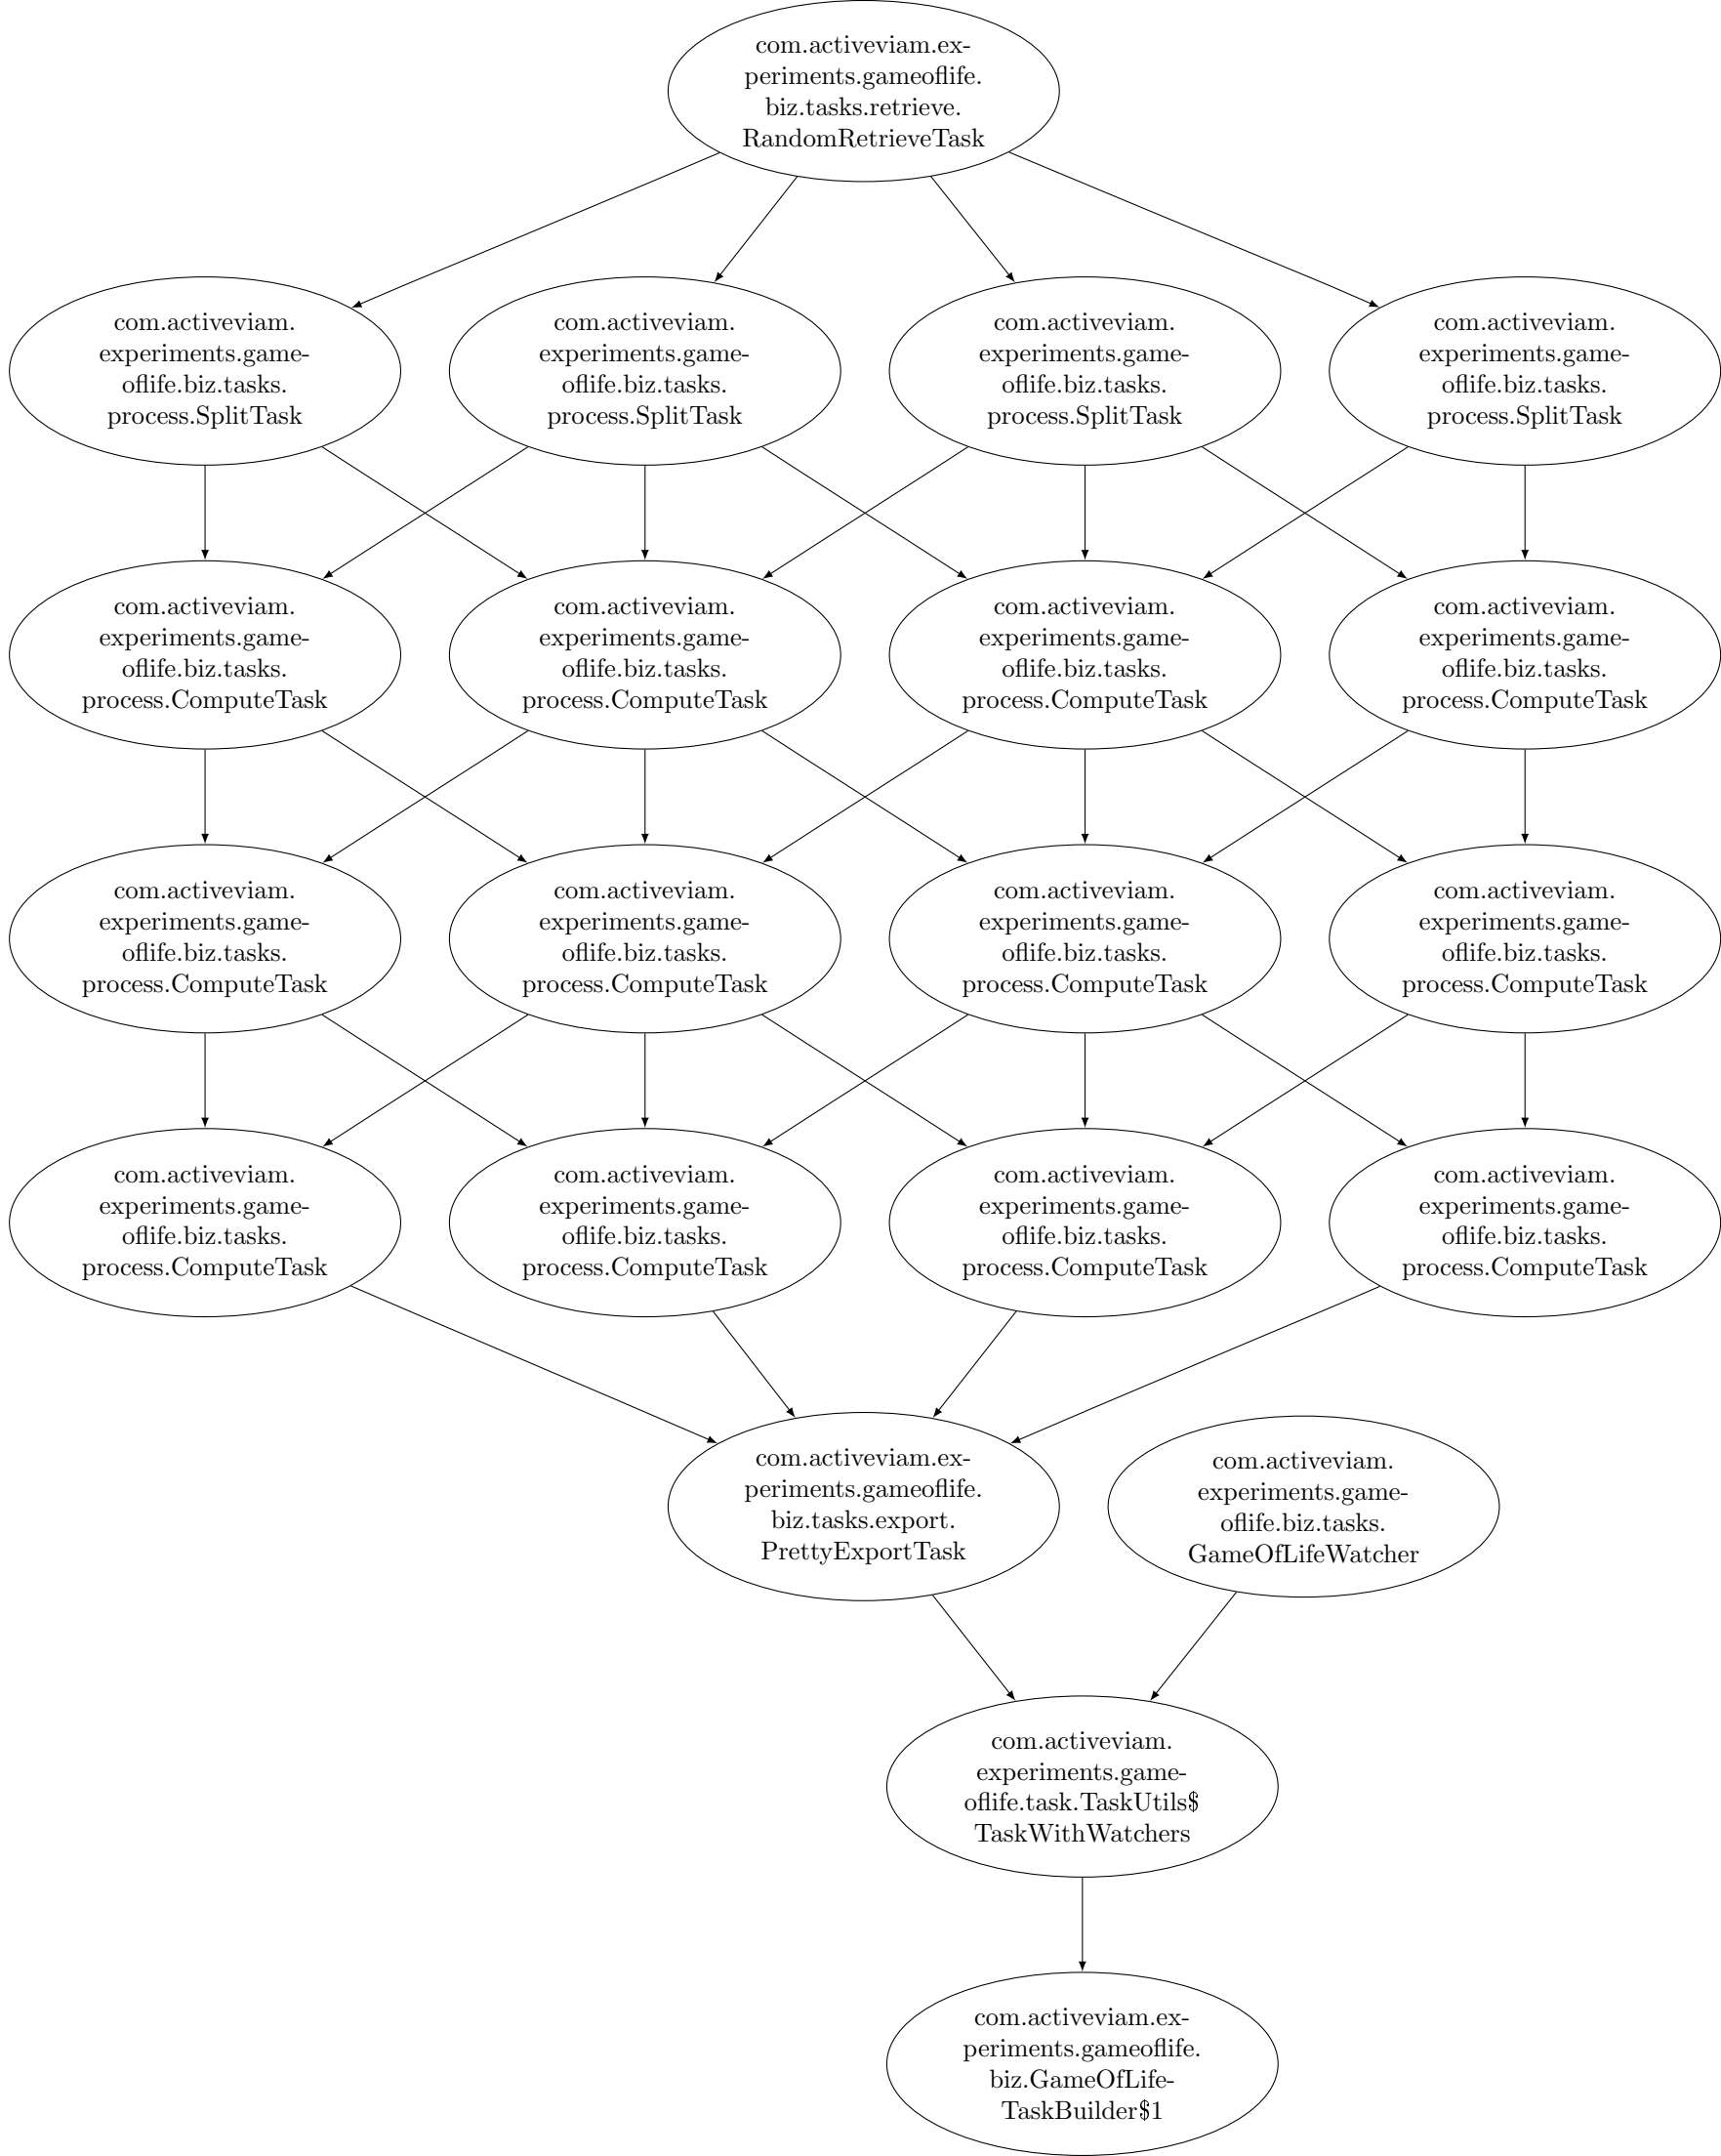 com.activeviam.ex-
periments.gameoflife.
biz.tasks.retrieve.
RandomRetrieveTask
com.activeviam.
experiments.game-
oflife.biz.tasks.
process.SplitTask
com.activeviam.
experiments.game-
oflife.biz.tasks.
process.SplitTask
com.activeviam.
experiments.game-
oflife.biz.tasks.
process.SplitTask
com.activeviam.
experiments.game-
oflife.biz.tasks.
process.SplitTask
com.activeviam.
experiments.game-
oflife.biz.tasks.
process.ComputeTask
com.activeviam.
experiments.game-
oflife.biz.tasks.
process.ComputeTask
com.activeviam.
experiments.game-
oflife.biz.tasks.
process.ComputeTask
com.activeviam.
experiments.game-
oflife.biz.tasks.
process.ComputeTask
com.activeviam.
experiments.game-
oflife.biz.tasks.
process.ComputeTask
com.activeviam.
experiments.game-
oflife.biz.tasks.
process.ComputeTask
com.activeviam.
experiments.game-
oflife.biz.tasks.
process.ComputeTask
com.activeviam.
experiments.game-
oflife.biz.tasks.
process.ComputeTask
com.activeviam.
experiments.game-
oflife.biz.tasks.
process.ComputeTask
com.activeviam.
experiments.game-
oflife.biz.tasks.
process.ComputeTask
com.activeviam.
experiments.game-
oflife.biz.tasks.
process.ComputeTask
com.activeviam.
experiments.game-
oflife.biz.tasks.
process.ComputeTask
com.activeviam.ex-
periments.gameoflife.
biz.tasks.export.
PrettyExportTask
com.activeviam.
experiments.game-
oflife.biz.tasks.
GameOfLifeWatcher
com.activeviam.
experiments.game-
oflife.task.TaskUtils$
TaskWithWatchers
com.activeviam.ex-
periments.gameoflife.
biz.GameOfLife-
TaskBuilder$1